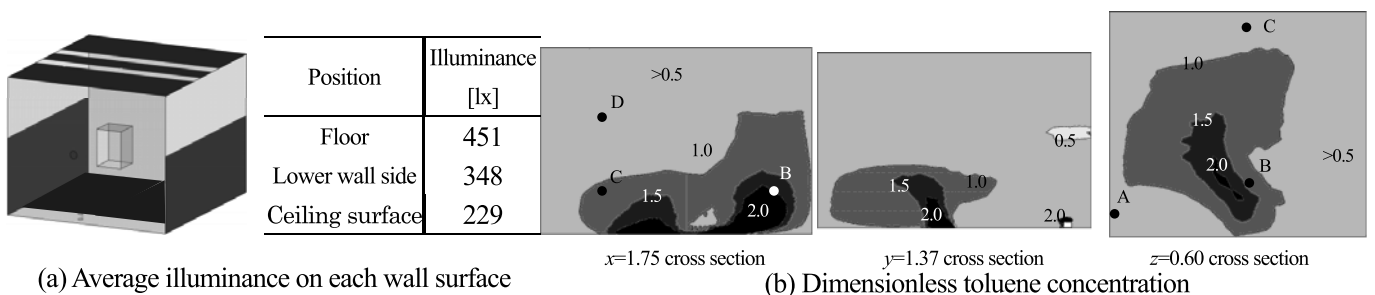 Position Illuminance [lx]
Floor 451
Lower wall side 348
Ceiling surface 229
(a) Average illuminance on each wall surface
>0.5
D
1.0
C
B
1.5
2.0
x=1.75 cross section
0.5
1.5
1.0
2.0
2.0
y=1.37 cross section
C
1.0
1.5
2.0
>0.5
B
A
z=0.60 cross section
(b) Dimensionless toluene concentration